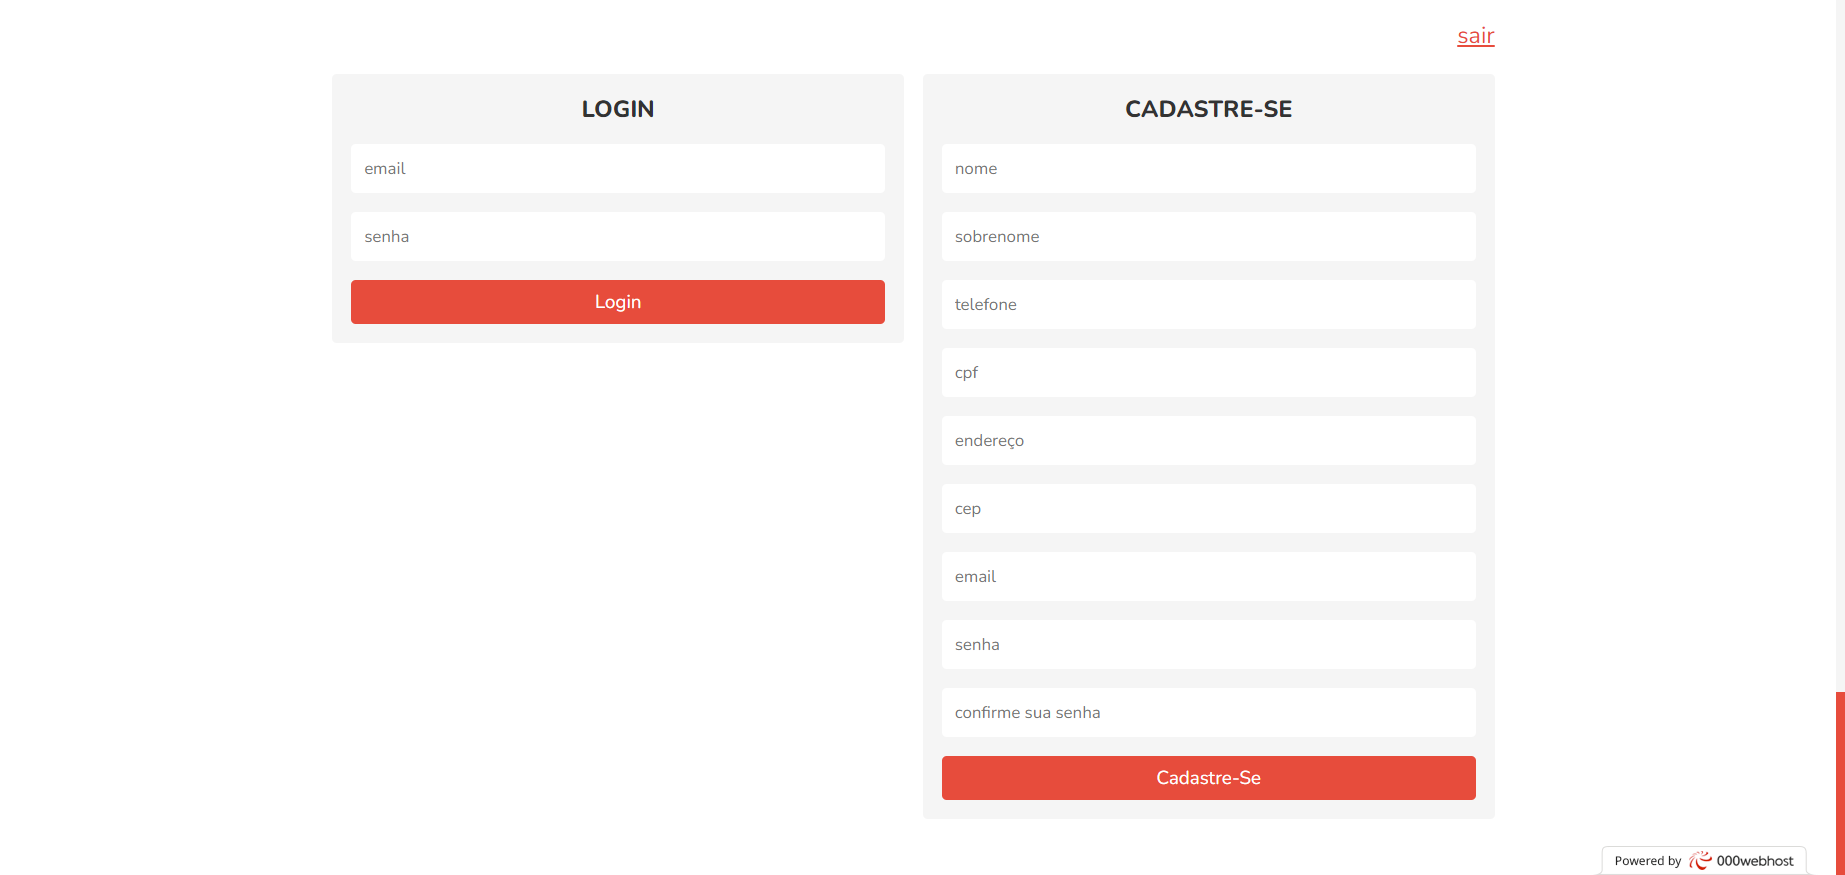 sair
LOGIN
email
senha
Login
CADASTRE-SE
nome
sobrenome
telefone
cpf
endereço
cep
email
senha
confirme sua senha
Cadastre-Se
Powered by 000webhost